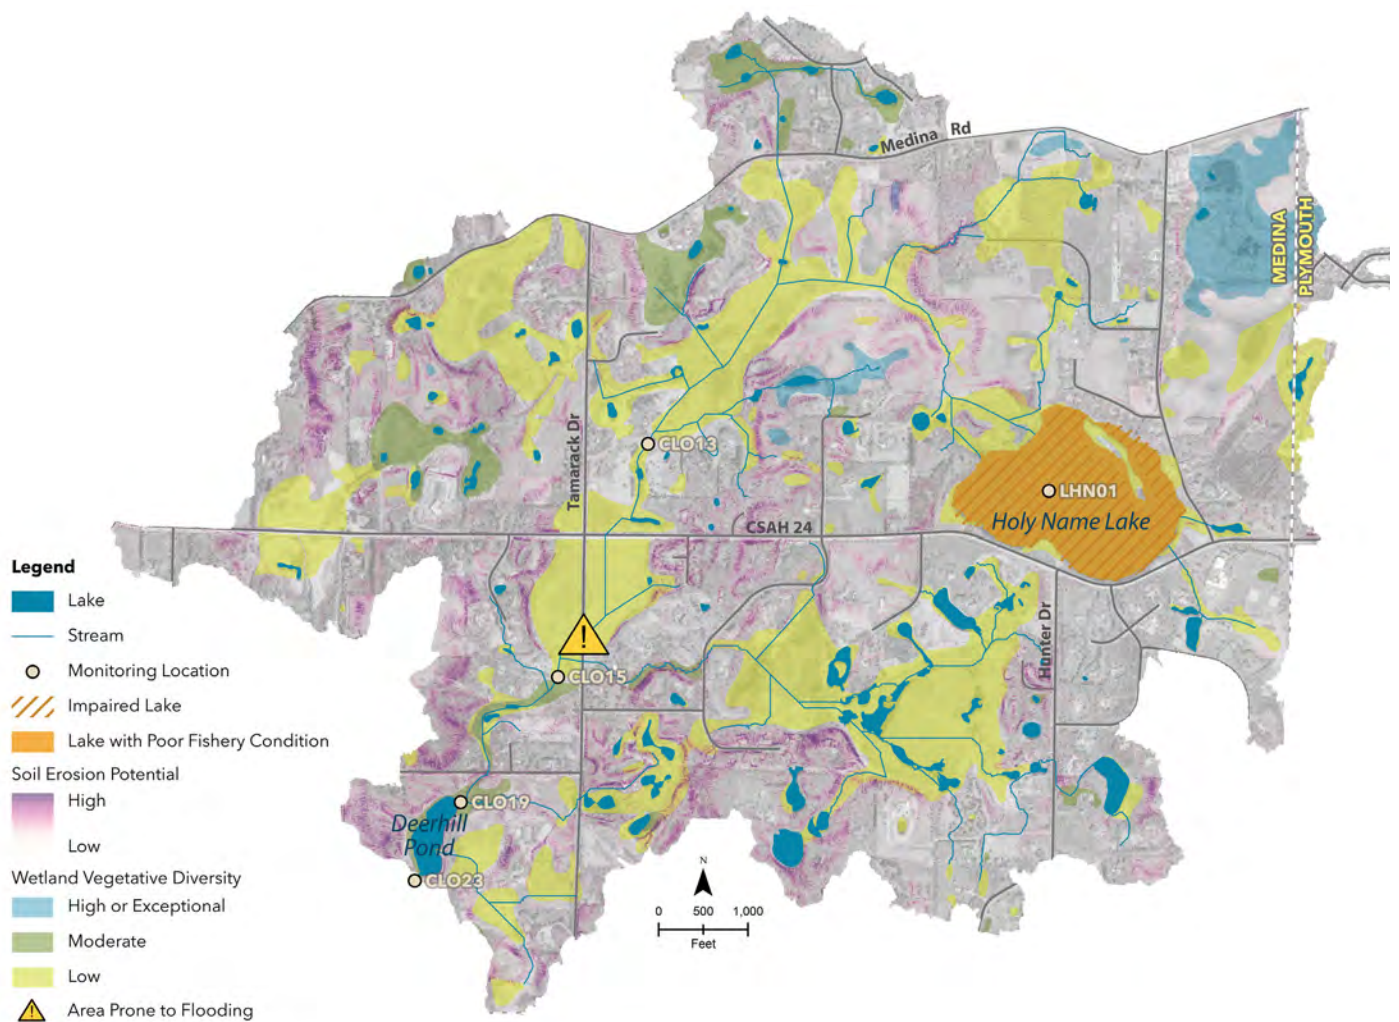 Medina Rd
MEDINA
PLYMOUTH
Tamarack Dr
CLO13
LHN01
Holy Name Lake
CSAH 24
Hunter Dr
CLO15
CLO19
Deerhill
Pond
CLO23
N
0 500 1,000
Feet
Legend
Lake
Stream
Monitoring Location
Impaired Lake
Lake with Poor Fishery Condition
Soil Erosion Potential
High
Low
Wetland Vegetative Diversity
High or Exceptional
Moderate
Low
! Area Prone to Flooding
!